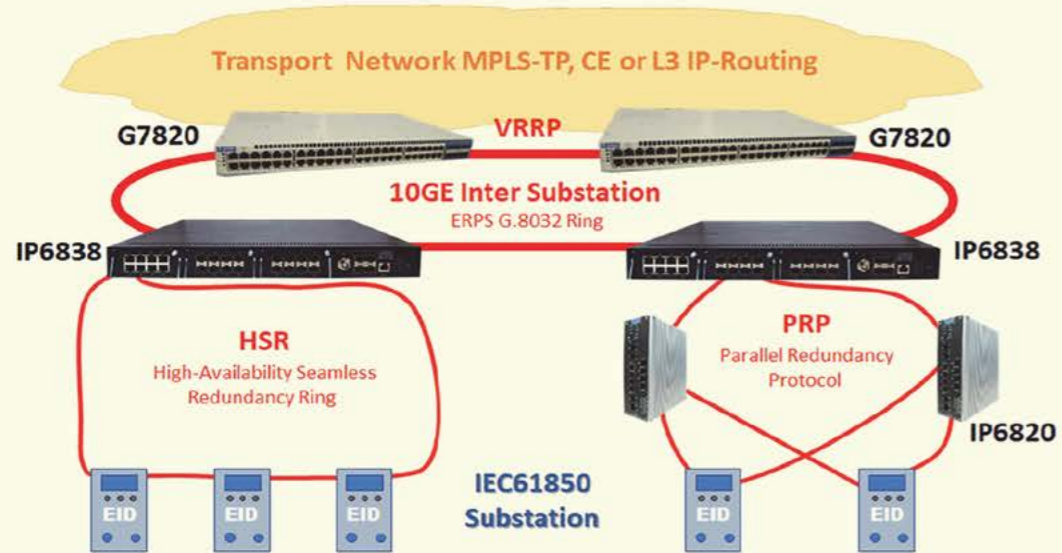 Transport Network MPLS-TP, CE or L3 IP-Routing
G7820
VRRP
G7820
10GE Inter Substation
ERPS G.8032 Ring
IP6838
IP6838
HSR
High-Availability Seamless
Redundancy Ring
PRP
Parallel Redundancy
Protocol
IP6820
IEC61850
Substation
EID
EID
EID
EID
EID